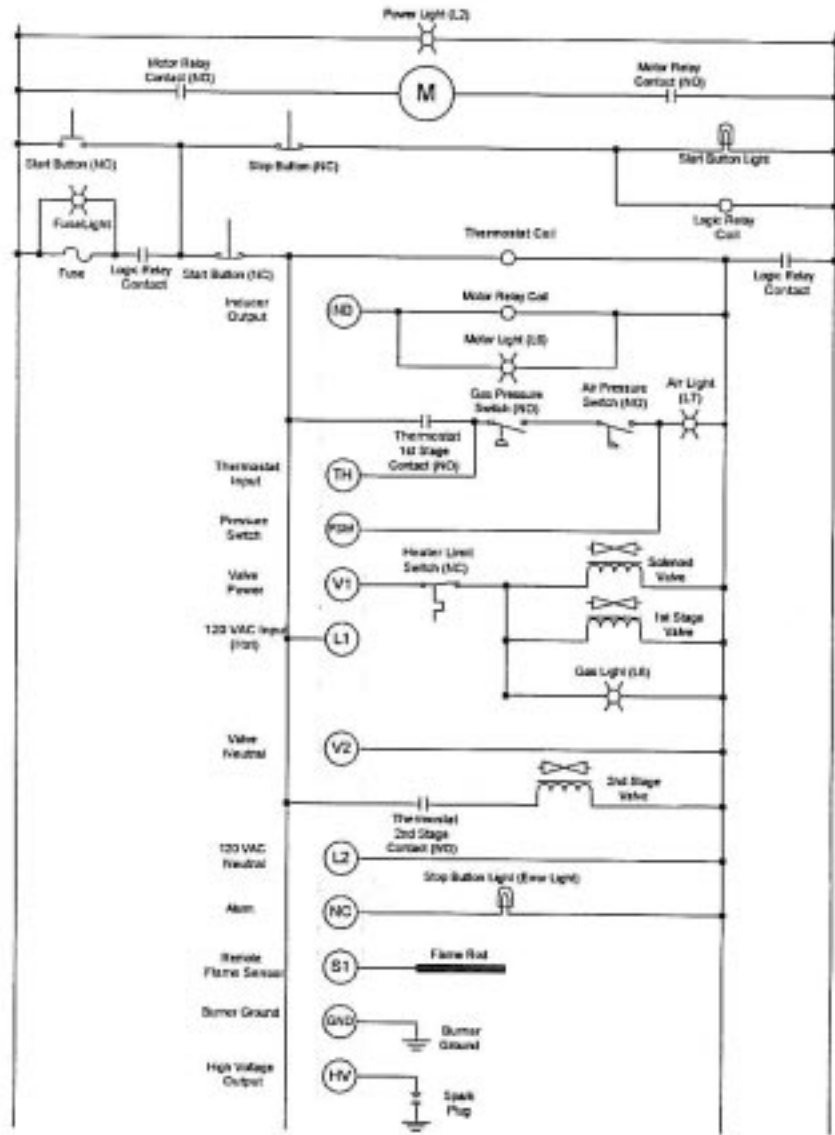 Power Light (L2)
Motor Relay
Contact (NO)
M
Motor Relay
Contact (NO)
Start Button (NO)
Stop Button (NC)
Start Button Light
Fuse Light
Logic Relay
Coil
Fuse
Logic Relay
Contact
Start Button (NC)
Thermostat Coil
Logic Relay
Contact
Inducer
Output
IND
Motor Relay Coil
Motor Light
Gas Pressure
Switch (NO)
Air Pressure
Switch (NO)
Air Light
(L7)
Thermostat
1st Stage
Contact (NO)
Thermostat
Input
TH
Pressure
Switch
PSW
Valve
Power
V1
Heater Limit
Switch (NC)
Solenoid
Valve
1st Stage
Valve
120 VAC Input
(Hot)
L1
Gas Light
Valve
Neutral
V2
2nd Stage
Valve
Thermostat
2nd Stage
Contact (NO)
120 VAC
Neutral
L2
Stop Button Light (Error Light)
Alarm
NC
Remote
Flame Sensor
S1
Flame Rod
Burner Ground
GND
Burner
Ground
High Voltage
Output
HV
Spark
Plug